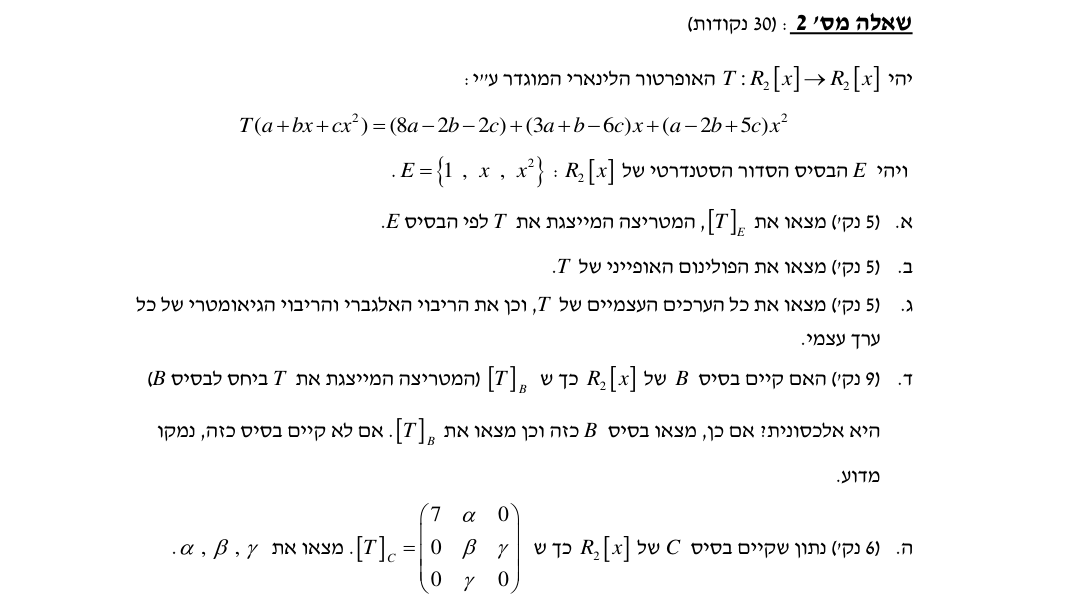 שאלה מס׳ 2 : (30 נקודות)
יהי T : R₂[x] → R₂[x] האופרטור הלינארי המוגדר ע״י :
T(a + bx + cx²) = (8a − 2b − 2c) + (3a + b − 6c)x + (a − 2b + 5c)x²
ויהי E הבסיס הסדור הסטנדרטי של R₂[x] : E = {1 , x , x²} .
א. (5 נק׳) מצאו את [T]_E, המטריצה המייצגת את T לפי הבסיס E.
ב. (5 נק׳) מצאו את הפולינום האופייני של T.
ג. (5 נק׳) מצאו את כל הערכים העצמיים של T, וכן את הריבוי האלגברי והריבוי הגיאומטרי של כל
ערך עצמי.
ד. (9 נק׳) האם קיים בסיס B של R₂[x] כך ש [T]_B (המטריצה המייצגת את T ביחס לבסיס B)
היא אלכסונית? אם כן, מצאו בסיס B כזה וכן מצאו את [T]_B. אם לא קיים בסיס כזה, נמקו
מדוע.
ה. (6 נק׳) נתון שקיים בסיס C של R₂[x] כך ש [T]_C = (7 α 0 ; 0 β γ ; 0 γ 0). מצאו את α , β , γ .